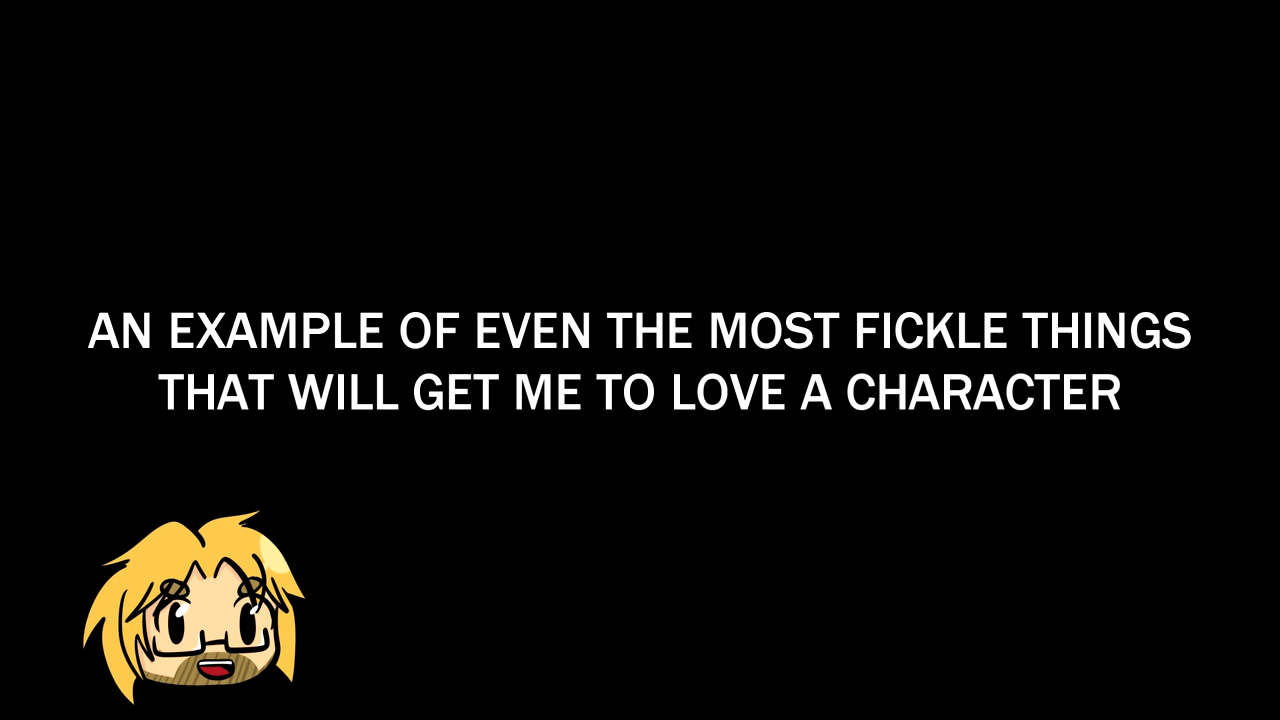 AN EXAMPLE OF EVEN THE MOST FICKLE THINGS
THAT WILL GET ME TO LOVE A CHARACTER